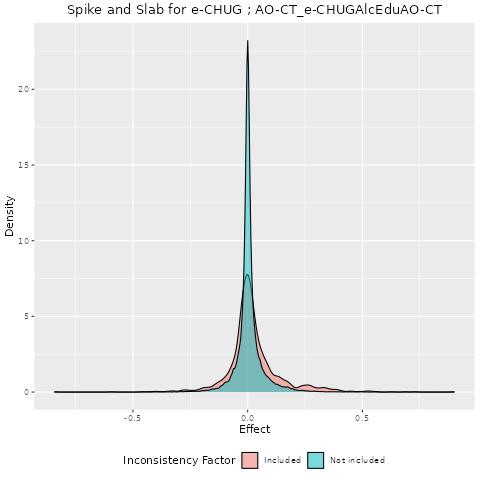 Spike and Slab for e-CHUG ; AO-CT_e-CHUGAlcEduAO-CT
20
15
10
5
0
Density
-0.5
0.0
0.5
Effect
Inconsistency Factor
Included
Not included